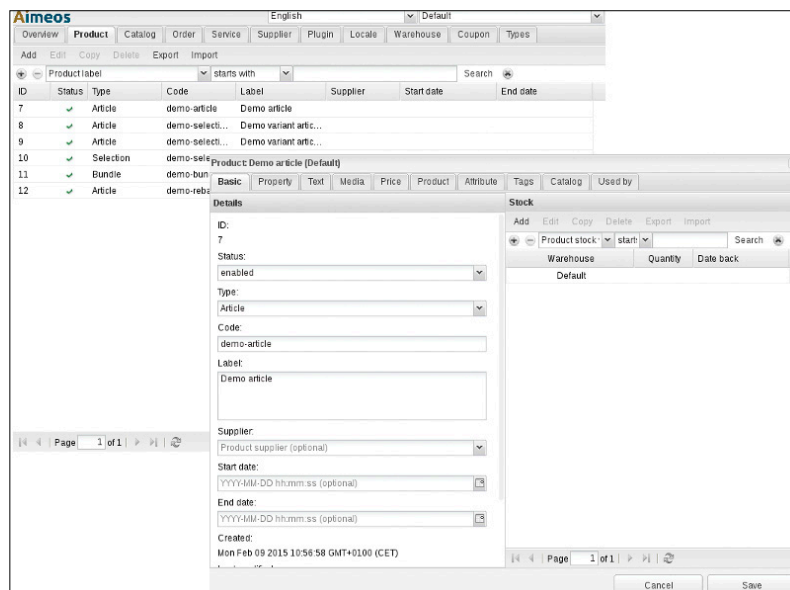 Aimeos English Default
Overview Product Catalog Order Service Supplier Plugin Locale Warehouse Coupon Types
Add Edit Copy Delete Export Import
Product label starts with Search
ID Status Type Code Label Supplier Start date End date
7 Article demo-article Demo article
8 Article demo-selecti... Demo variant artic...
9 Article demo-selecti... Demo variant artic...
10 Selection demo-sele
11 Bundle demo-bun
12 Article demo-reba
Page 1 of 1
Product: Demo article (Default)
Basic Property Text Media Price Product Attribute Tags Catalog Used by
Details
ID:
7
Status:
enabled
Type:
Article
Code:
demo-article
Label:
Demo article
Supplier:
Product supplier (optional)
Start date:
YYYY-MM-DD hh:mm:ss (optional)
End date:
YYYY-MM-DD hh:mm:ss (optional)
Created:
Mon Feb 09 2015 10:56:58 GMT+0100 (CET)
Stock
Add Edit Copy Delete Export Import
Product stock start Search
Warehouse Quantity Date back
Default
Page 1 of 1
Cancel Save